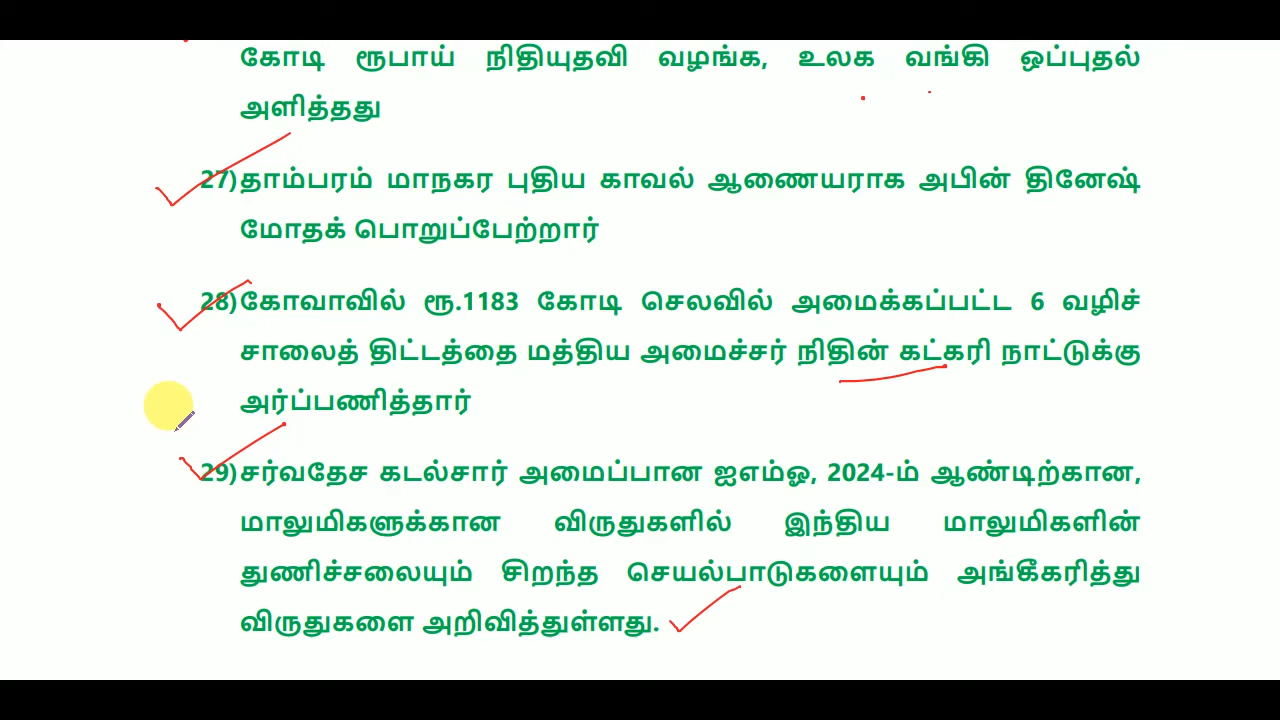 கோடி ரூபாய் நிதியுதவி வழங்க, உலக வங்கி ஒப்புதல்
அளித்தது
27)தாம்பரம் மாநகர புதிய காவல் ஆணையராக அபின் தினேஷ்
மோதக் பொறுப்பேற்றார்
28)கோவாவில் ரூ.1183 கோடி செலவில் அமைக்கப்பட்ட 6 வழிச்
சாலைத் திட்டத்தை மத்திய அமைச்சர் நிதின் கட்கரி நாட்டுக்கு
அர்ப்பணித்தார்
29)சர்வதேச கடல்சார் அமைப்பான ஐஎம்ஓ, 2024-ம் ஆண்டிற்கான,
மாலுமிகளுக்கான விருதுகளில் இந்திய மாலுமிகளின்
துணிச்சலையும் சிறந்த செயல்பாடுகளையும் அங்கீகரித்து
விருதுகளை அறிவித்துள்ளது.